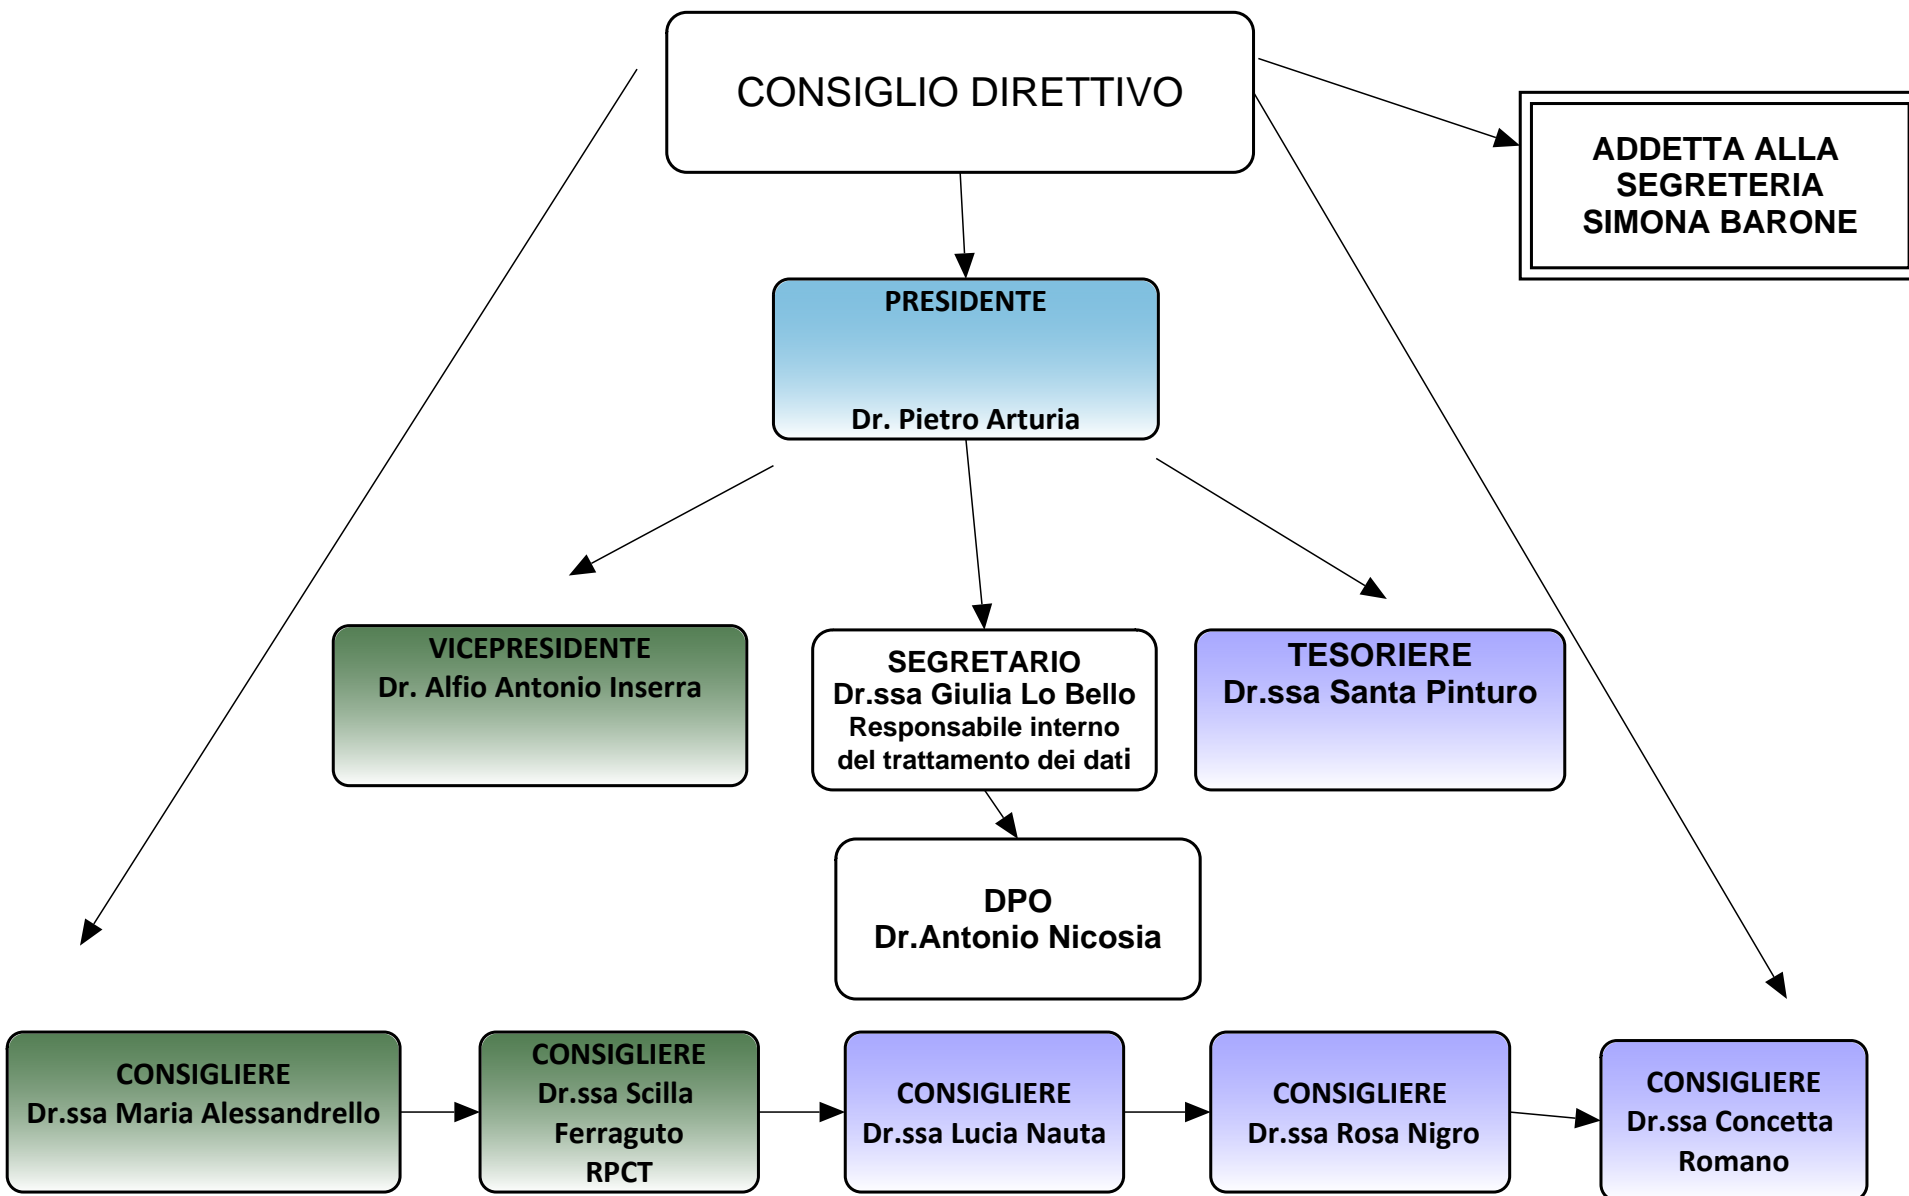 CONSIGLIO DIRETTIVO
ADDETTA ALLA
SEGRETERIA
SIMONA BARONE
PRESIDENTE
Dr. Pietro Arturia
VICEPRESIDENTE
Dr. Alfio Antonio Inserra
SEGRETARIO
Dr.ssa Giulia Lo Bello
Responsabile interno
del trattamento dei dati
TESORIERE
Dr.ssa Santa Pinturo
DPO
Dr.Antonio Nicosia
CONSIGLIERE
Dr.ssa Maria Alessandrello
CONSIGLIERE
Dr.ssa Scilla
Ferraguto
RPCT
CONSIGLIERE
Dr.ssa Lucia Nauta
CONSIGLIERE
Dr.ssa Rosa Nigro
CONSIGLIERE
Dr.ssa Concetta
Romano